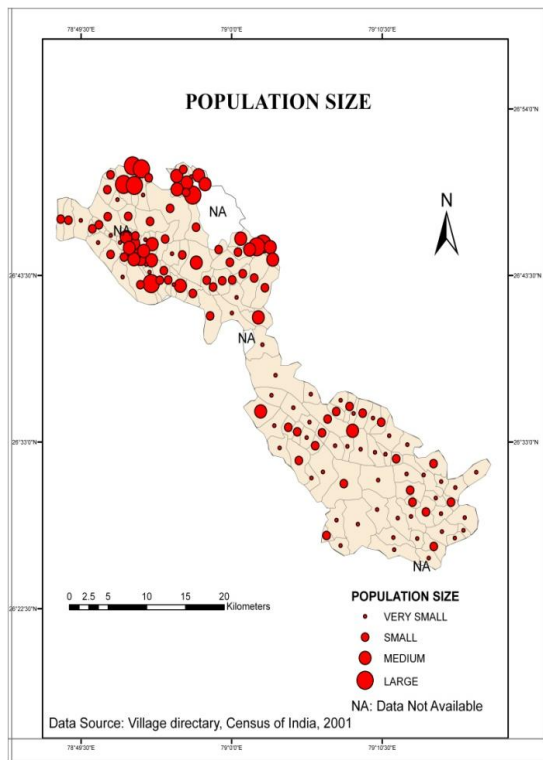 78°49'30"E 79°0'0"E 79°10'30"E
POPULATION SIZE
26°54'0"N
N
NA
NA
26°43'30"N 26°43'30"N
NA
26°33'0"N 26°33'0"N
NA
0 2.5 5 10 15 20
Kilometers
26°22'30"N 26°22'30"N
POPULATION SIZE
VERY SMALL
SMALL
MEDIUM
LARGE
NA: Data Not Available
Data Source: Village directary, Census of India, 2001
78°49'30"E 79°0'0"E 79°10'30"E